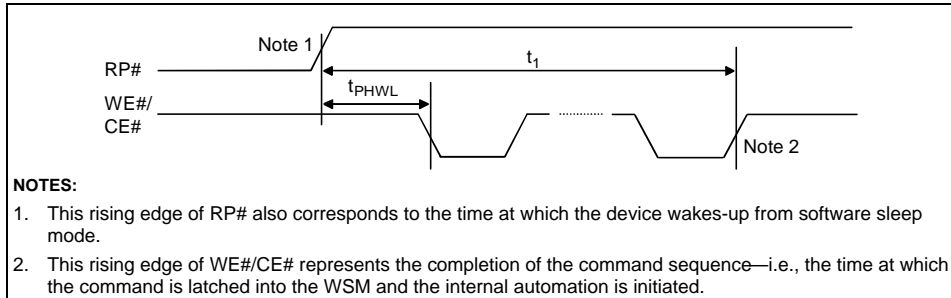 Note 1
t1
RP#
tPHWL
WE#/
CE#
Note 2
NOTES:
1. This rising edge of RP# also corresponds to the time at which the device wakes-up from software sleep
mode.
2. This rising edge of WE#/CE# represents the completion of the command sequence—i.e., the time at which
the command is latched into the WSM and the internal automation is initiated.